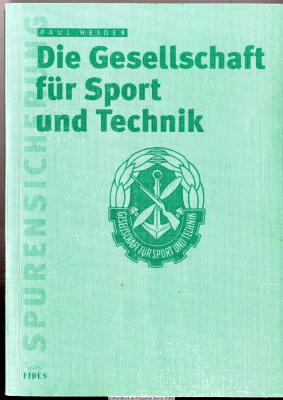 PAUL HEIDER
Die Gesellschaft
für Sport
und Technik
SPURENSICHERUNG
GESELLSCHAFT FÜR SPORT UND TECHNIK
FIDES